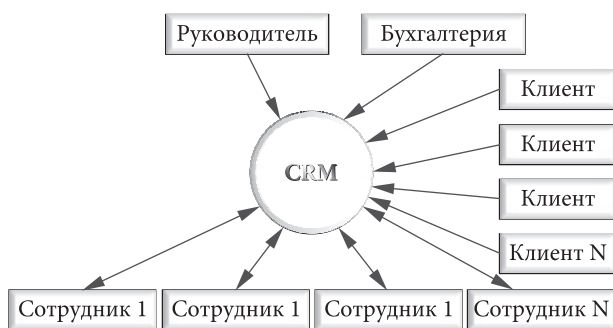 Руководитель
Бухгалтерия
Клиент
Клиент
CRM
Клиент
Клиент N
Сотрудник 1
Сотрудник 1
Сотрудник 1
Сотрудник N